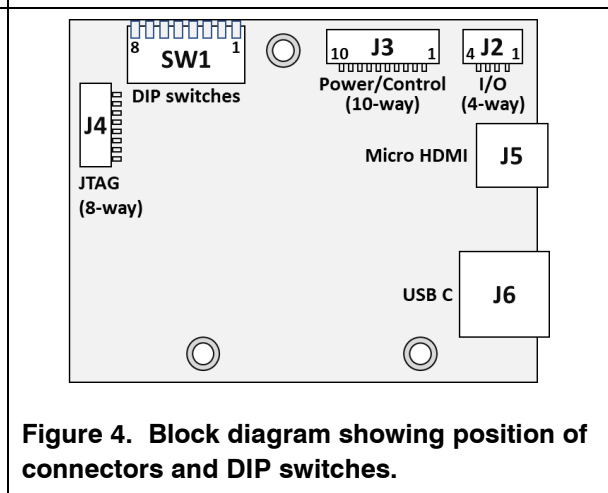 8 SW1 1
DIP switches
10 J3 1
Power/Control
(10-way)
4 J2 1
I/O
(4-way)
J4
JTAG
(8-way)
Micro HDMI J5
USB C J6
Figure 4. Block diagram showing position of
connectors and DIP switches.